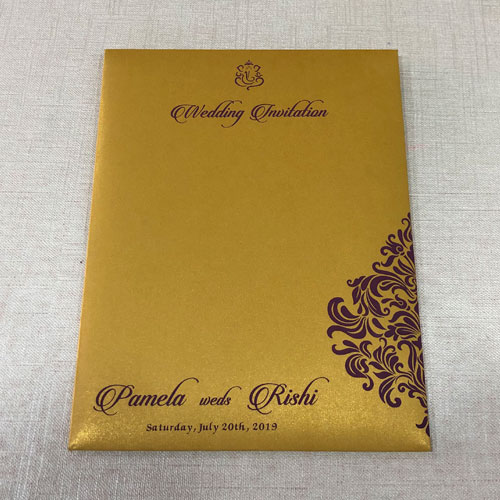 Wedding Invitation
Pamela weds Rishi
Saturday, July 20th, 2019